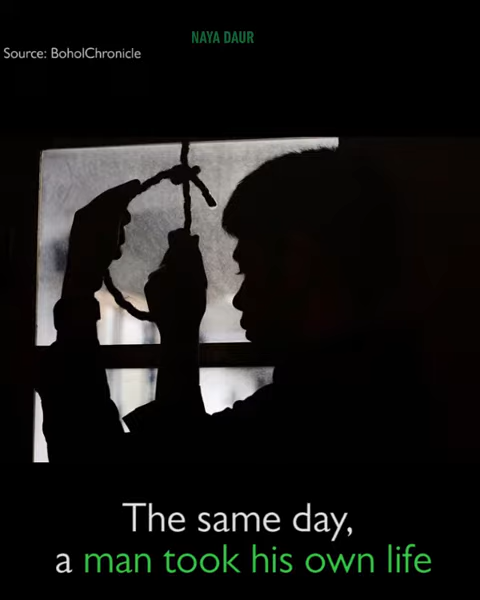 NAYA DAUR
Source: BoholChronicle
The same day,
a man took his own life